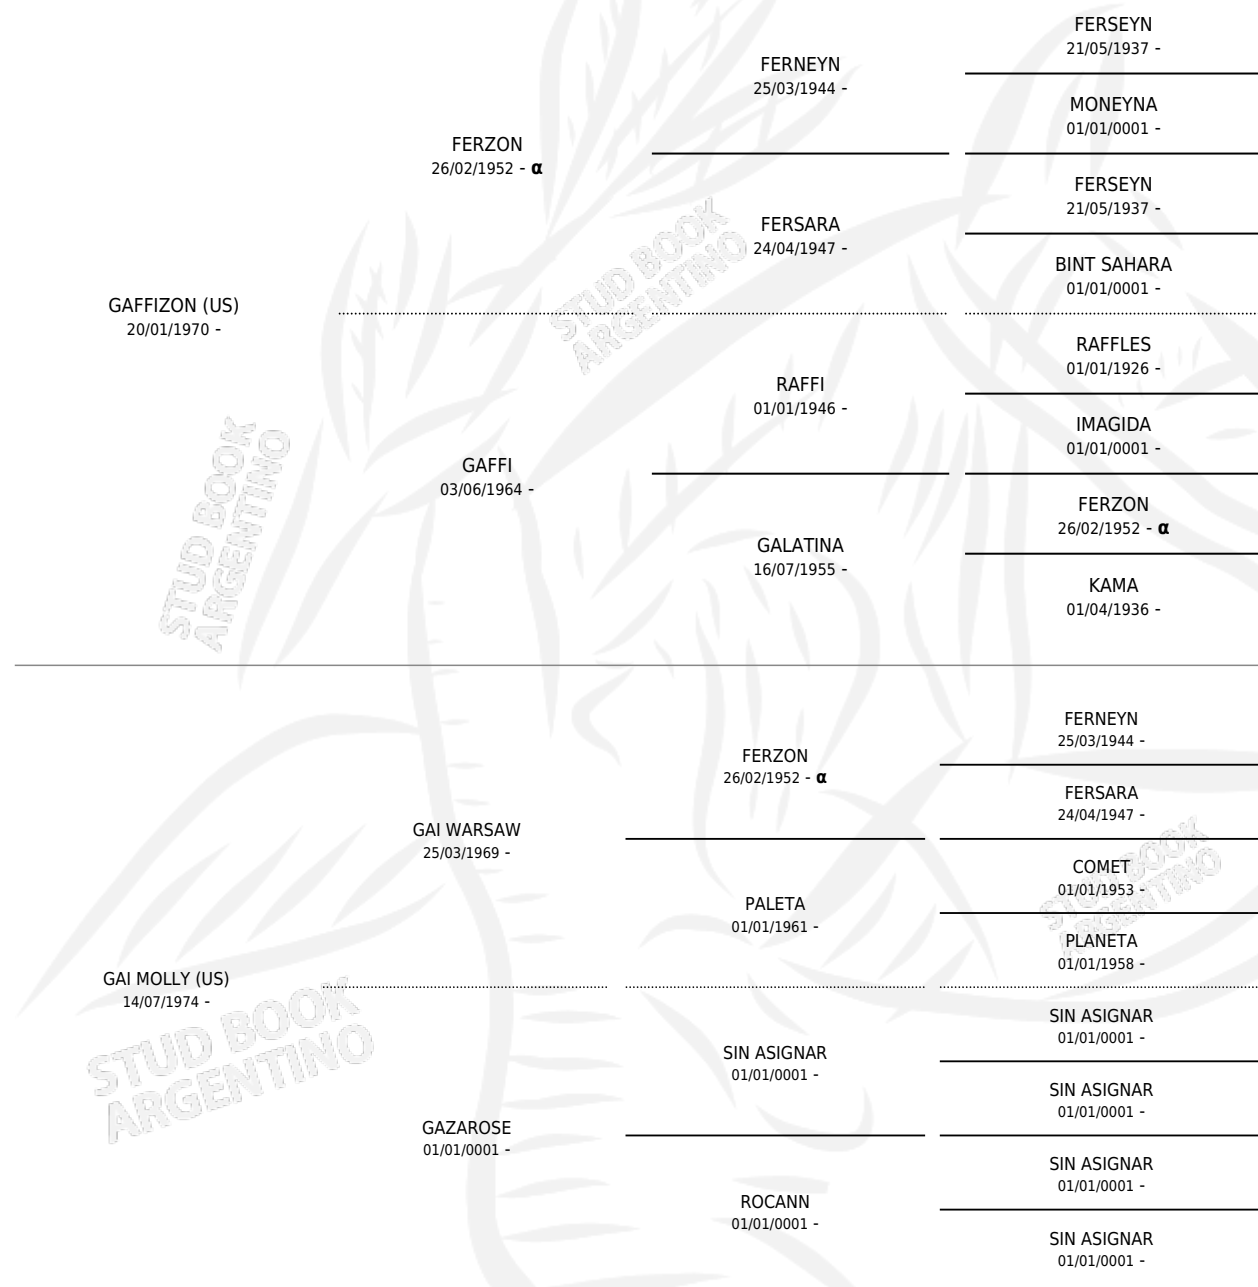 FERSEYN
21/05/1937 -
FERNEYN
25/03/1944 -
MONEYNA
01/01/0001 -
FERZON
26/02/1952 - α
FERSEYN
21/05/1937 -
FERSARA
24/04/1947 -
BINT SAHARA
01/01/0001 -
GAFFIZON (US)
20/01/1970 -
RAFFLES
01/01/1926 -
RAFFI
01/01/1946 -
IMAGIDA
01/01/0001 -
GAFFI
03/06/1964 -
FERZON
26/02/1952 - α
GALATINA
16/07/1955 -
KAMA
01/04/1936 -
STUD BOOK
ARGENTINO
STUD BOOK
ARGENTINO
FERNEYN
25/03/1944 -
FERZON
26/02/1952 - α
FERSARA
24/04/1947 -
GAI WARSAW
25/03/1969 -
COMET
01/01/1953 -
PALETA
01/01/1961 -
PLANETA
01/01/1958 -
GAI MOLLY (US)
14/07/1974 -
SIN ASIGNAR
01/01/0001 -
SIN ASIGNAR
01/01/0001 -
SIN ASIGNAR
01/01/0001 -
GAZAROSE
01/01/0001 -
SIN ASIGNAR
01/01/0001 -
ROCANN
01/01/0001 -
SIN ASIGNAR
01/01/0001 -
STUD BOOK
ARGENTINO
STUD BOOK
ARGENTINO